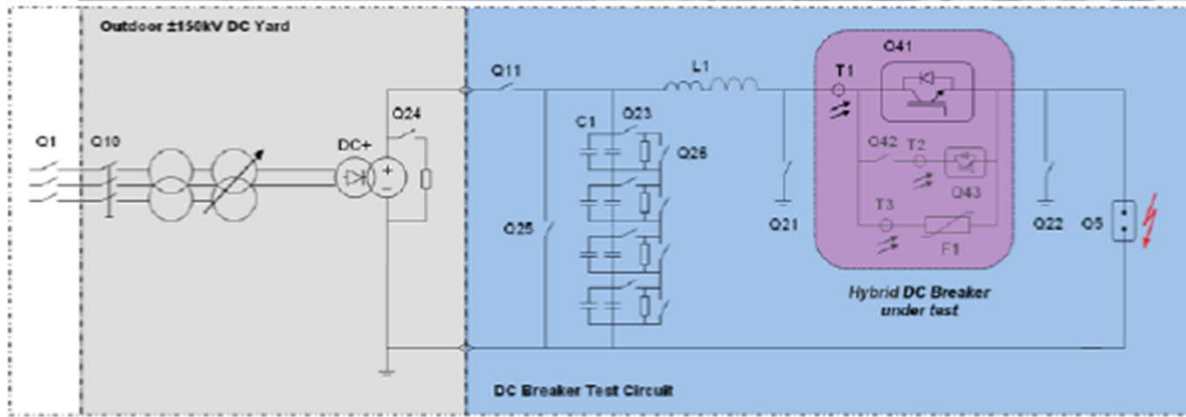 Outdoor ±150kV DC Yard
Q11
L1
Q41
T1
Q24
C1
Q23
Q1
Q10
DC+
Q42
T2
Q26
Q43
T3
Q25
Q21
F1
Q22
Q5
Hybrid DC Breaker
under test
DC Breaker Test Circuit